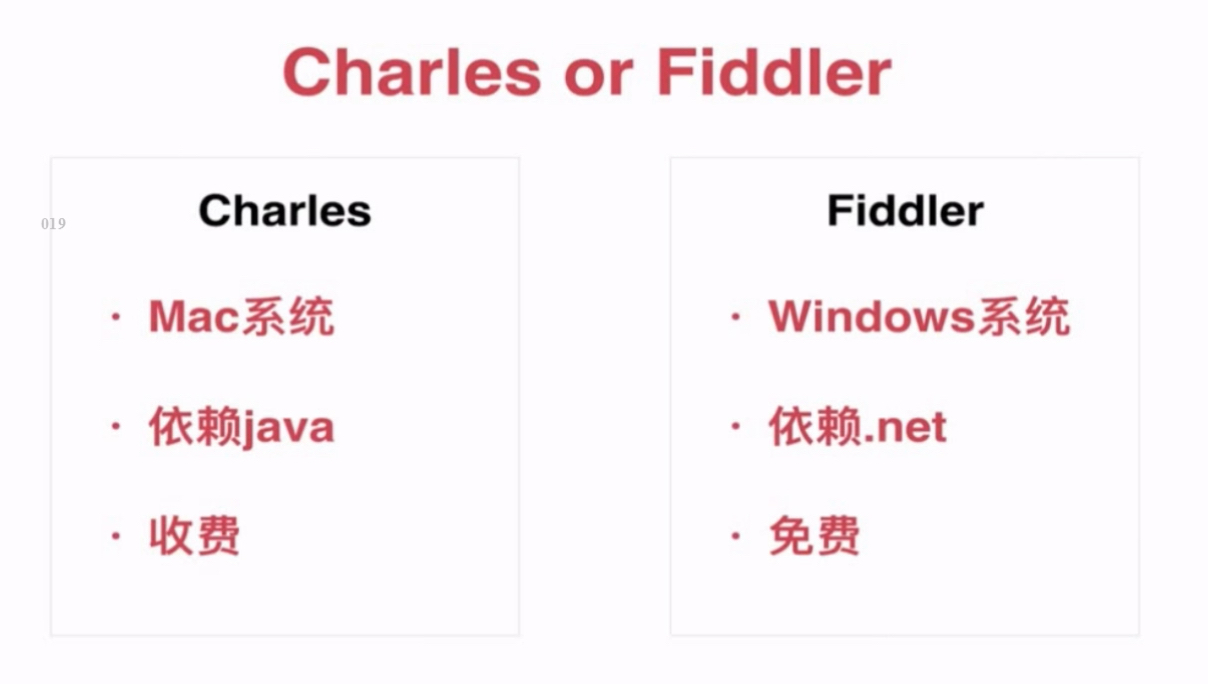 Charles or Fiddler
019
Charles
· Mac系统
· 依赖java
· 收费
Fiddler
· Windows系统
· 依赖.net
· 免费